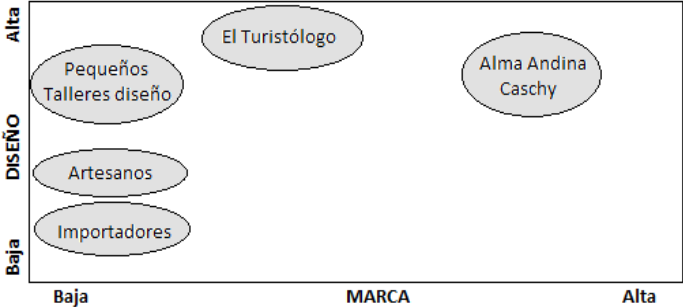 Alta
El Turistólogo
Alma Andina
Caschy
Pequeños
Talleres diseño
DISEÑO
Artesanos
Importadores
Baja
Baja
MARCA
Alta